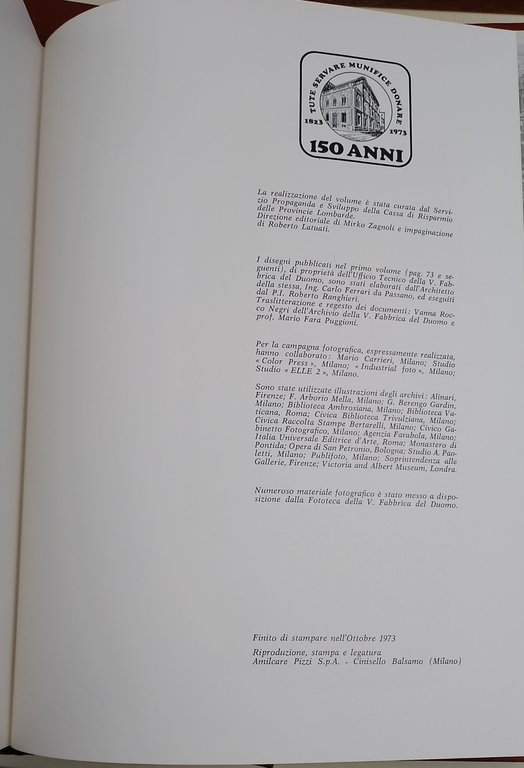 TUTE SERVARE MUNIFICE DONARE
1823 1973
150 ANNI
La realizzazione del volume è stata curata dal Servi-
zio Propaganda e Sviluppo della Cassa di Risparmio
delle Provincie Lombarde.
Direzione editoriale di Mirko Zagnoli e impaginazione
di Roberto Latuati.
I disegni pubblicati nel primo volume (pag. 73 e se-
guenti), di proprietà dell'Ufficio Tecnico della V. Fab-
brica del Duomo, sono stati elaborati dall'Architetto
della stessa, Ing. Carlo Ferrari da Passano, ed eseguiti
dal P.I. Roberto Ranghieri.
Traslitterazione e regesto dei documenti: Vanna Roc-
co Negri dell'Archivio della V. Fabbrica del Duomo e
prof. Mario Fara Puggioni.
Per la campagna fotografica, espressamente realizzata,
hanno collaborato: Mario Carrieri, Milano; Studio
« Color Press », Milano; « Industrial foto », Milano;
Studio « ELLE 2 », Milano.
Sono state utilizzate illustrazioni degli archivi: Alinari,
Firenze; F. Arborio Mella, Milano; G. Berengo Gardin,
Milano; Biblioteca Ambrosiana, Milano; Biblioteca Va-
ticana, Roma; Civica Biblioteca Trivulziana, Milano;
Civica Raccolta Stampe Bertarelli, Milano; Civico Ga-
binetto Fotografico, Milano; Agenzia Farabola, Milano;
Italia Universale Editrice d'Arte, Roma; Monastero di
Pontida; Opera di San Petronio, Bologna; Studio A. Pao-
letti, Milano; Publifoto, Milano; Soprintendenza alle
Gallerie, Firenze; Victoria and Albert Museum, Londra.
Numeroso materiale fotografico è stato messo a dispo-
sizione dalla Fototeca della V. Fabbrica del Duomo.
Finito di stampare nell'Ottobre 1973
Riproduzione, stampa e legatura
Amilcare Pizzi S.p.A. - Cinisello Balsamo (Milano)